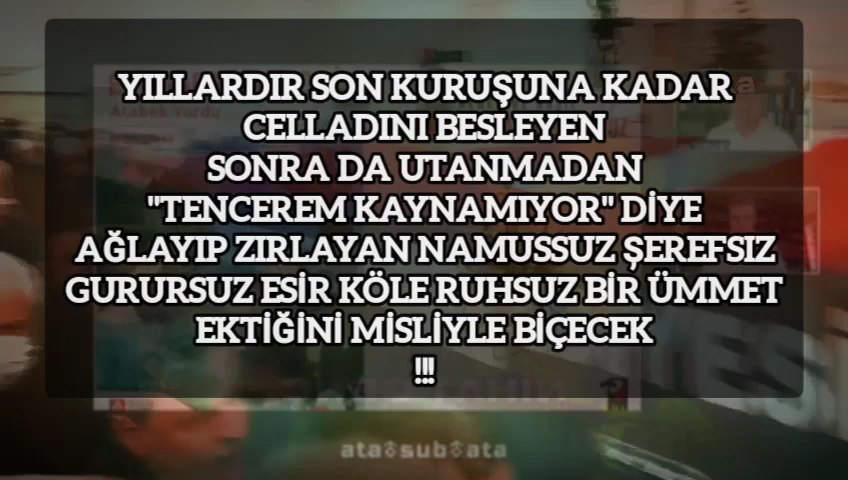 YILLARDIR SON KURUŞUNA KADAR
CELLADINI BESLEYEN
SONRA DA UTANMADAN
"TENCEREM KAYNAMIYOR" DİYE
AĞLAYIP ZIRLAYAN NAMUSSUZ ŞEREFSIZ
GURURSUZ ESİR KÖLE RUHSUZ BİR ÜMMET
EKTİĞİNİ MİSLİYLE BİÇECEK
!!!
ata sub ata